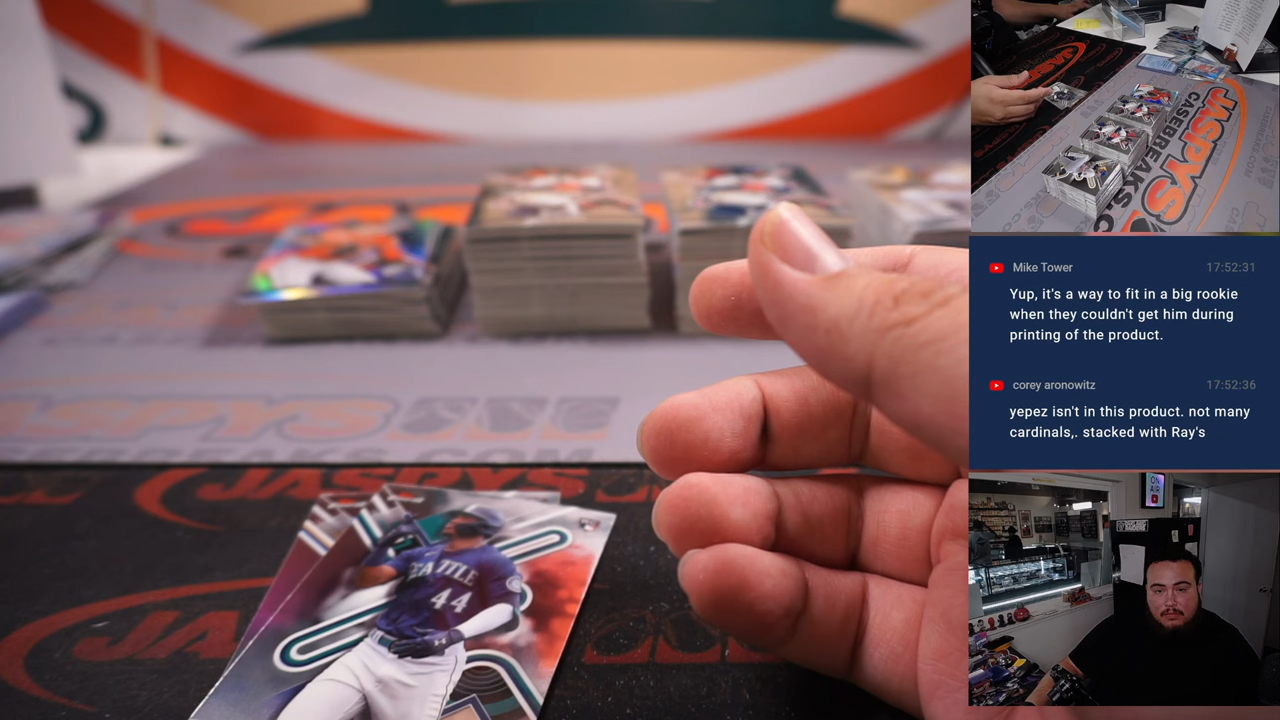 JASPYS
JASPYS
SEATTLE
44
JASPYS
CASEBREAKS.COM
Mike Tower
17:52:31
Yup, it's a way to fit in a big rookie
when they couldn't get him during
printing of the product.
corey aronowitz
17:52:36
yepez isn't in this product. not many
cardinals,. stacked with Ray's
ON
AIR